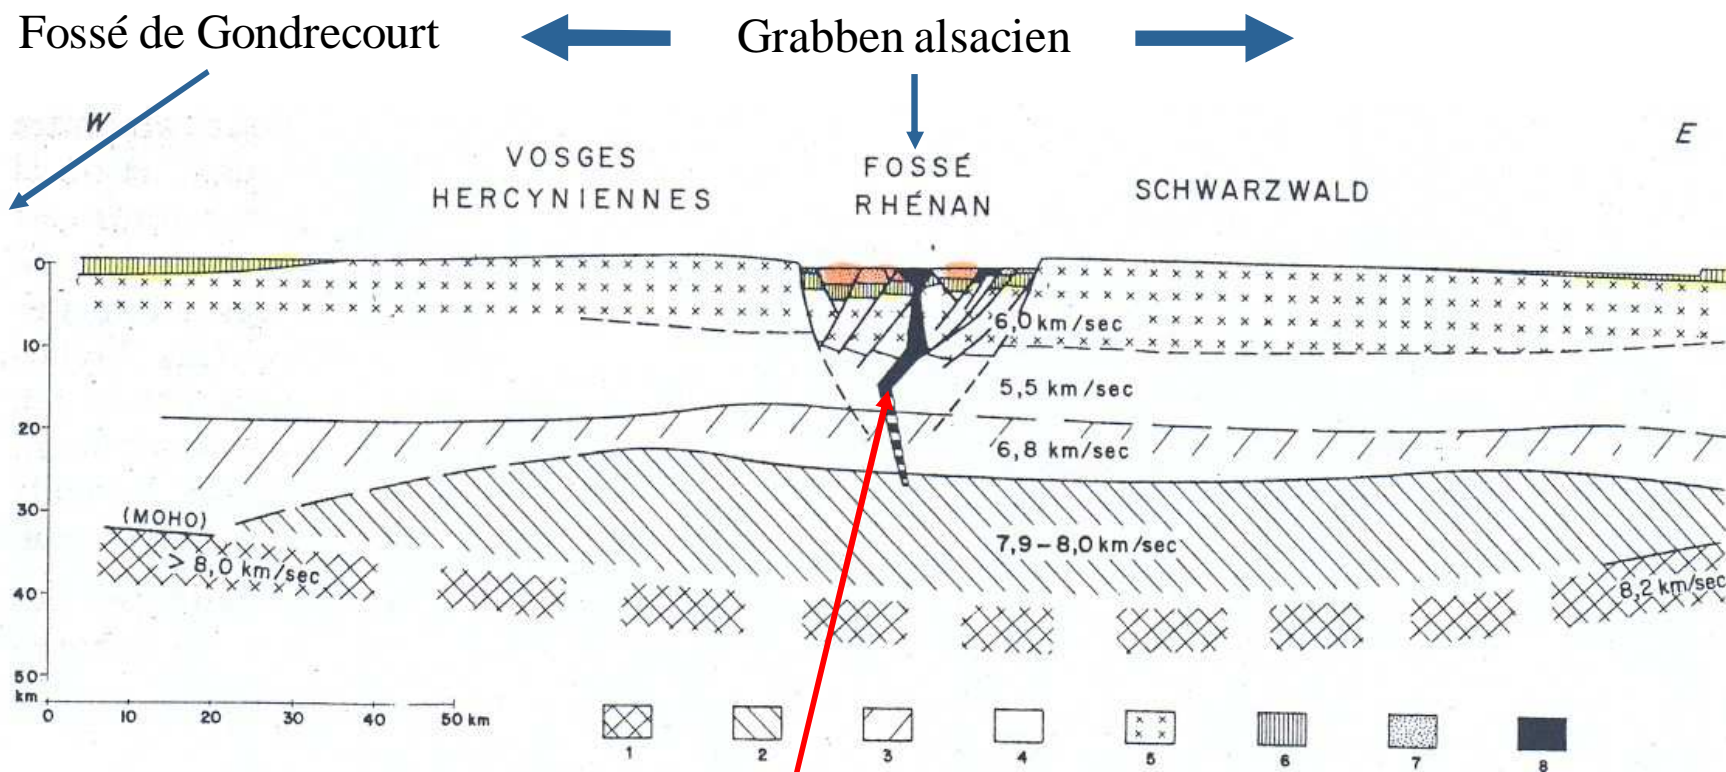 Fossé de Gondrecourt
Grabben alsacien
W
E
VOSGES
HERCYNIENNES
FOSSÉ
RHÉNAN
SCHWARZWALD
0
10
20
30
40
50
km
6,0 km/sec
5,5 km/sec
6,8 km/sec
(MOHO)
> 8,0 km/sec
7,9–8,0 km/sec
8,2 km/sec
0 10 20 30 40 50 km
1 2 3 4 5 6 7 8